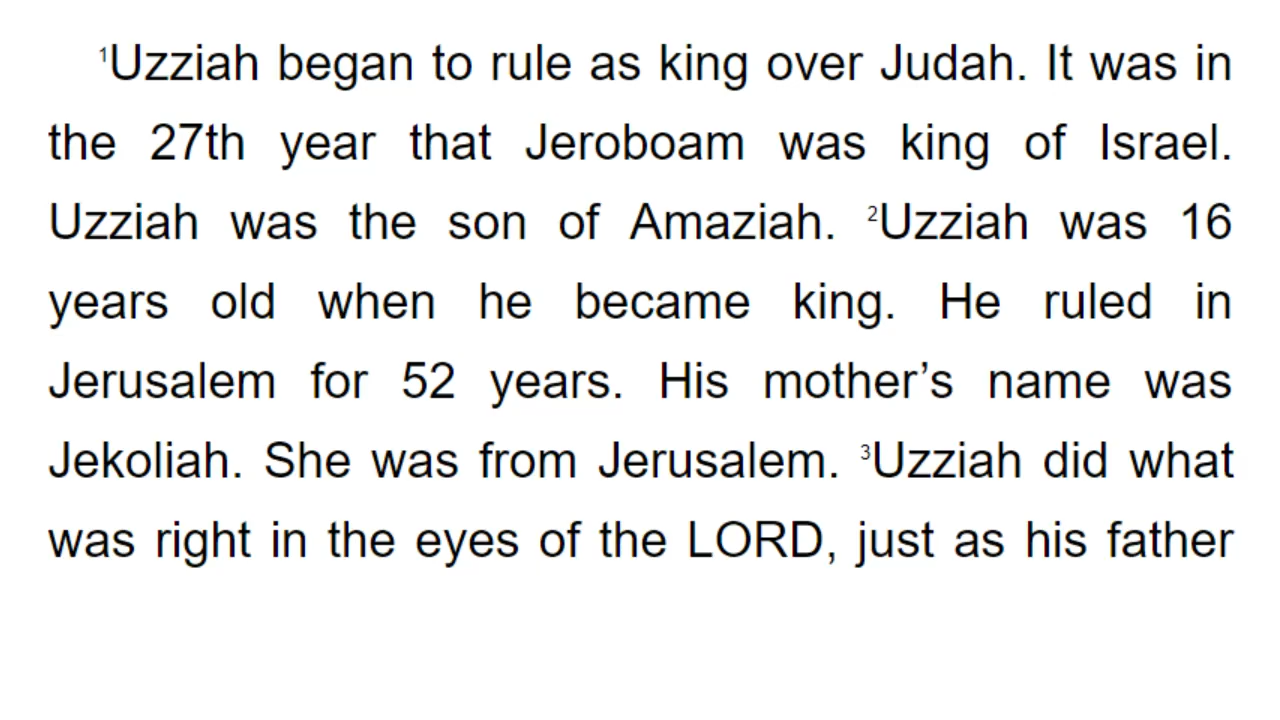 ¹Uzziah began to rule as king over Judah. It was in
the 27th year that Jeroboam was king of Israel.
Uzziah was the son of Amaziah. ²Uzziah was 16
years old when he became king. He ruled in
Jerusalem for 52 years. His mother’s name was
Jekoliah. She was from Jerusalem. ³Uzziah did what
was right in the eyes of the LORD, just as his father